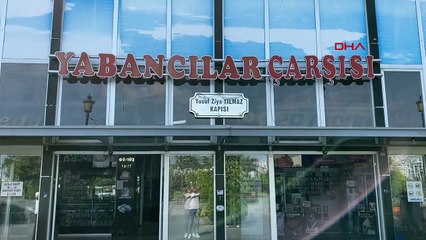 DHA
YABANCILAR ÇARŞISI
Yusuf Ziya YILMAZ
KAPISI